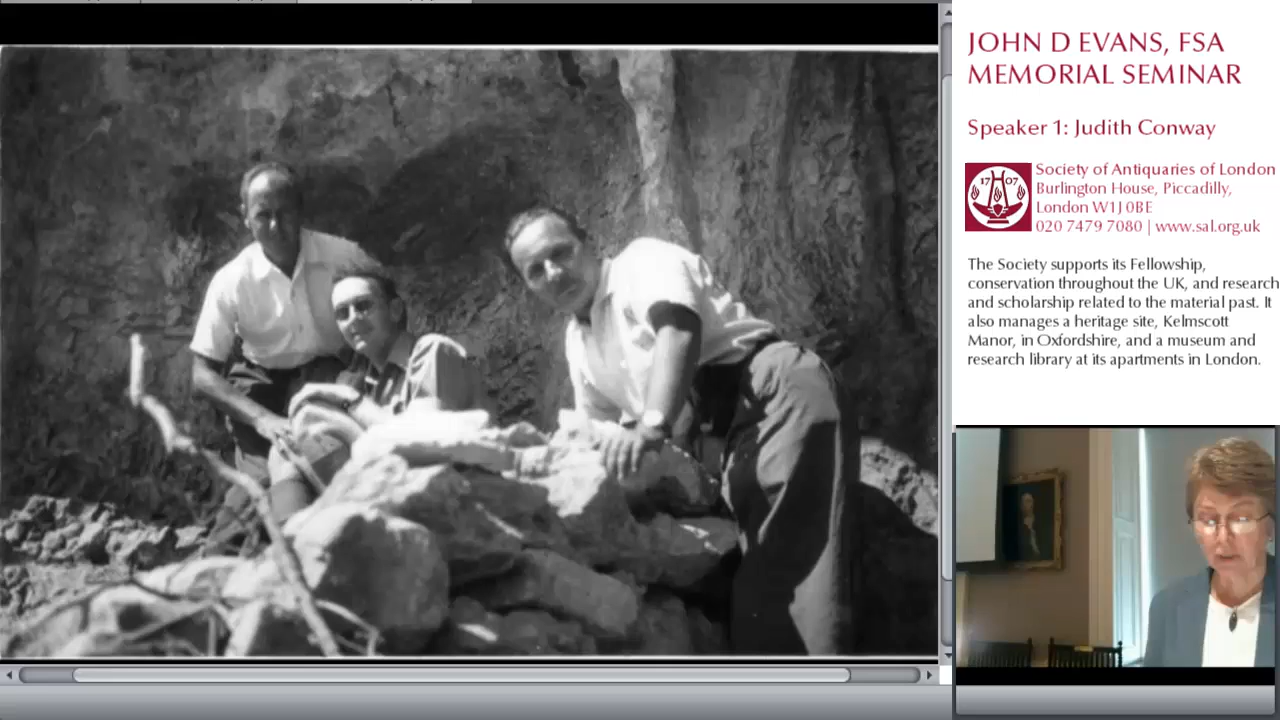 JOHN D EVANS, FSA
MEMORIAL SEMINAR
Speaker 1: Judith Conway
17 07
Society of Antiquaries of London
Burlington House, Piccadilly,
London W1J 0BE
020 7479 7080 | www.sal.org.uk
The Society supports its Fellowship,
conservation throughout the UK, and research
and scholarship related to the material past. It
also manages a heritage site, Kelmscott
Manor, in Oxfordshire, and a museum and
research library at its apartments in London.